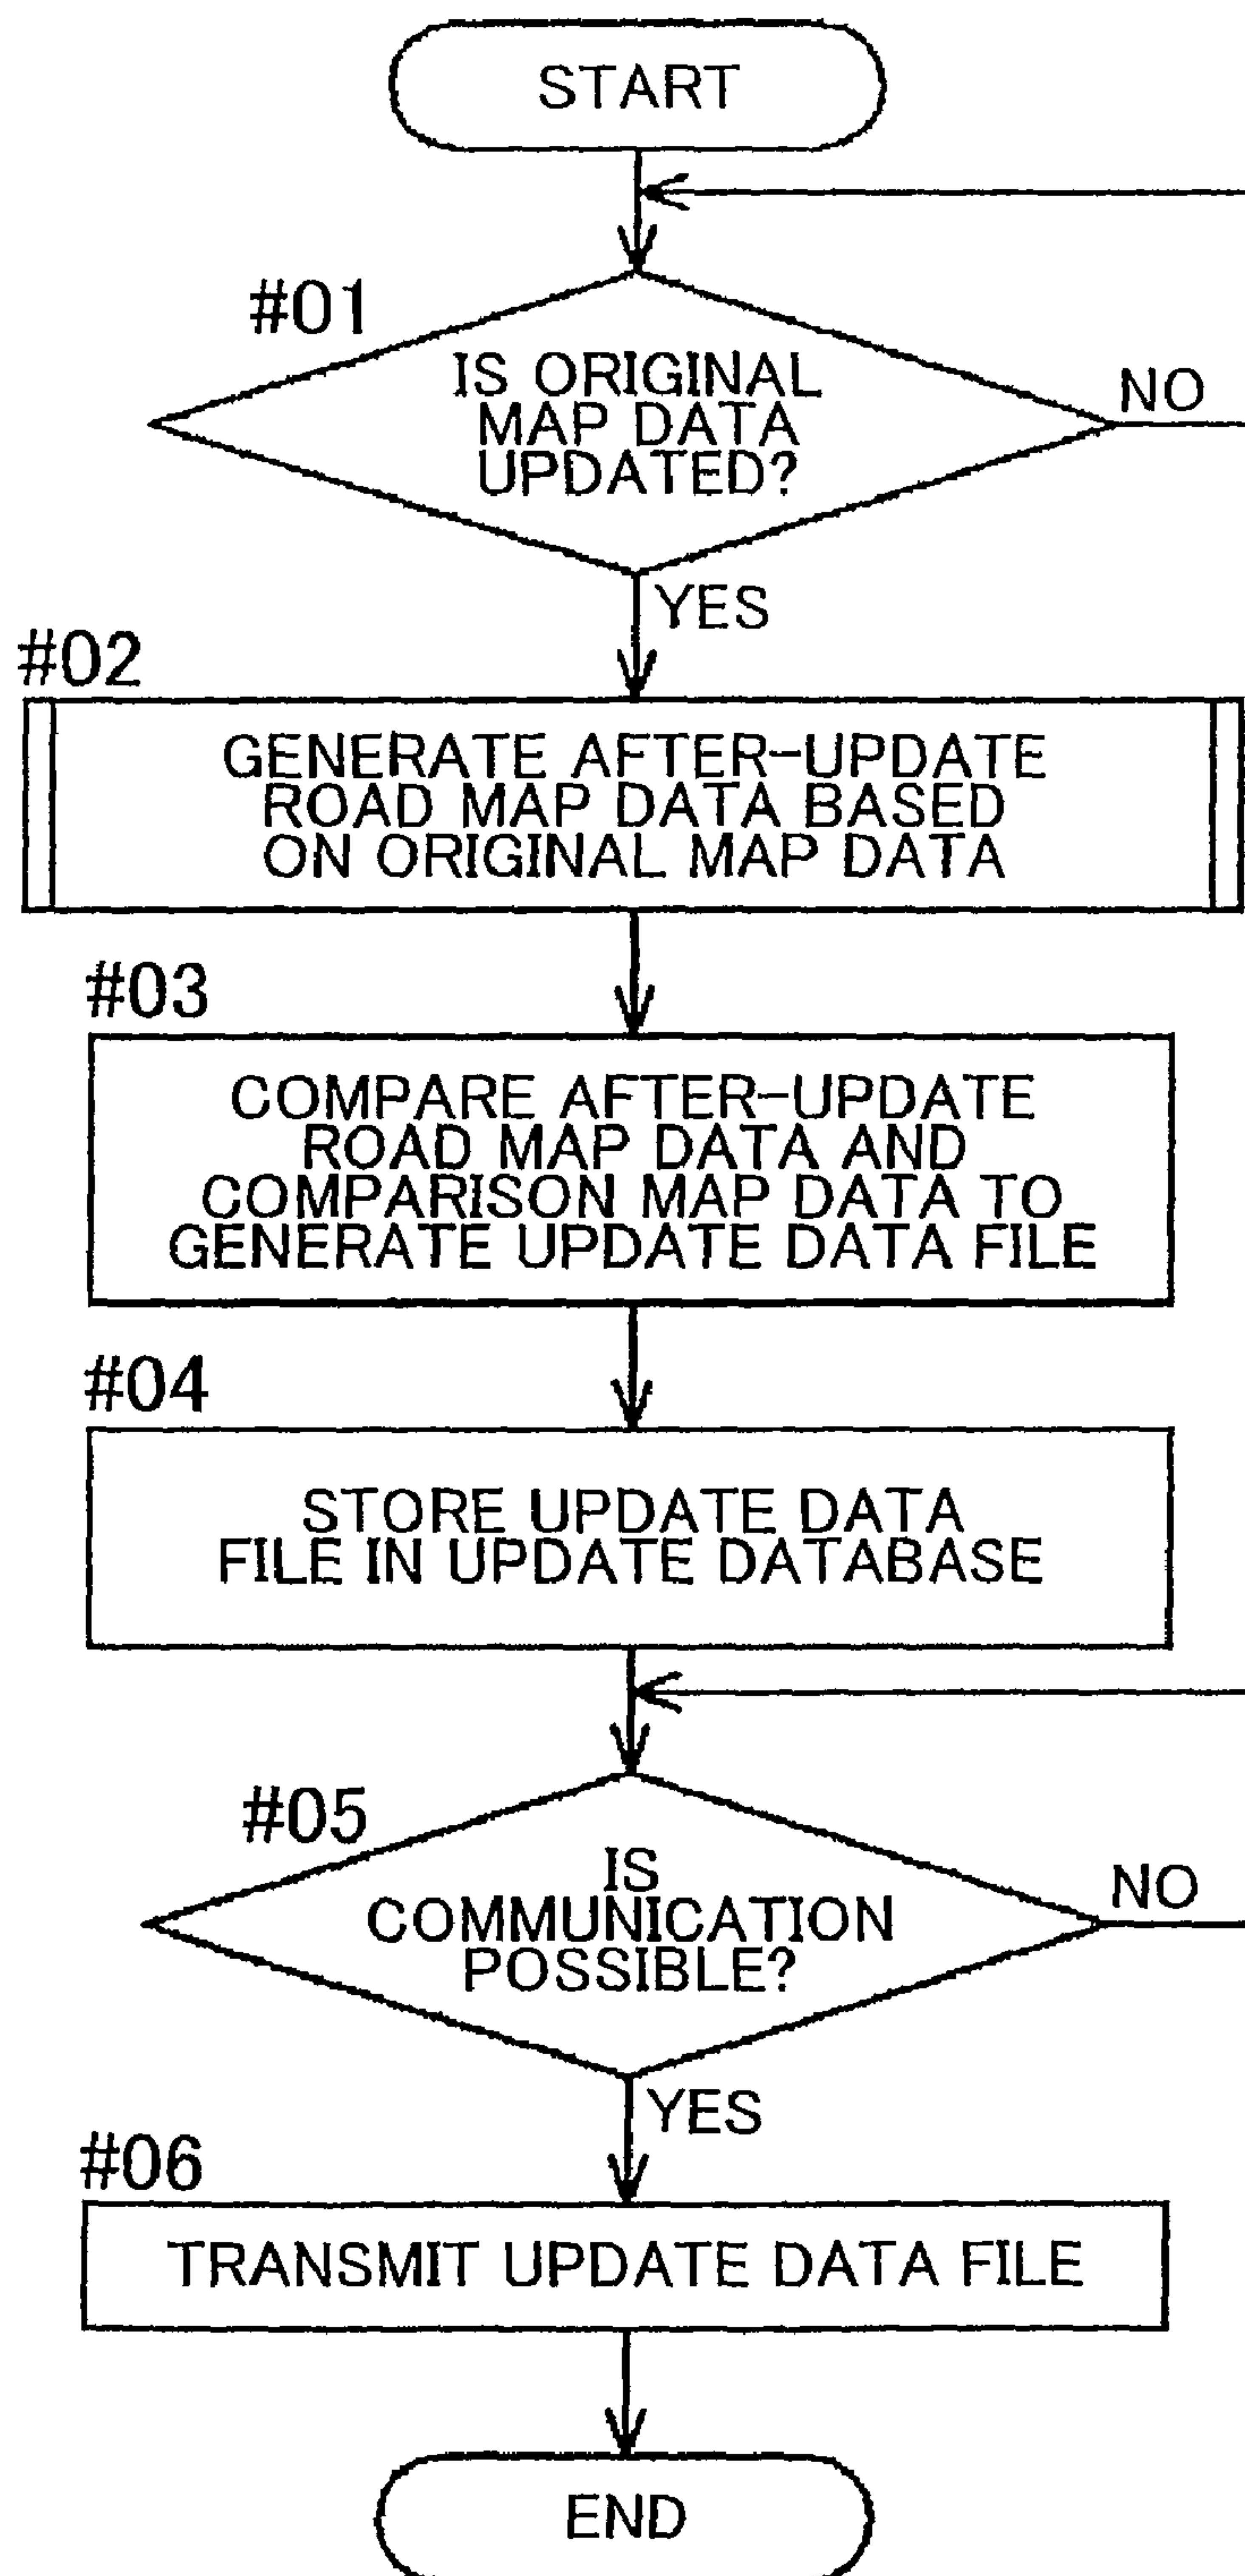 START
#01
IS ORIGINAL
MAP DATA
UPDATED?
NO
YES
#02
GENERATE AFTER-UPDATE
ROAD MAP DATA BASED
ON ORIGINAL MAP DATA
#03
COMPARE AFTER-UPDATE
ROAD MAP DATA AND
COMPARISON MAP DATA TO
GENERATE UPDATE DATA FILE
#04
STORE UPDATE DATA
FILE IN UPDATE DATABASE
#05
IS
COMMUNICATION
POSSIBLE?
NO
YES
#06
TRANSMIT UPDATE DATA FILE
END